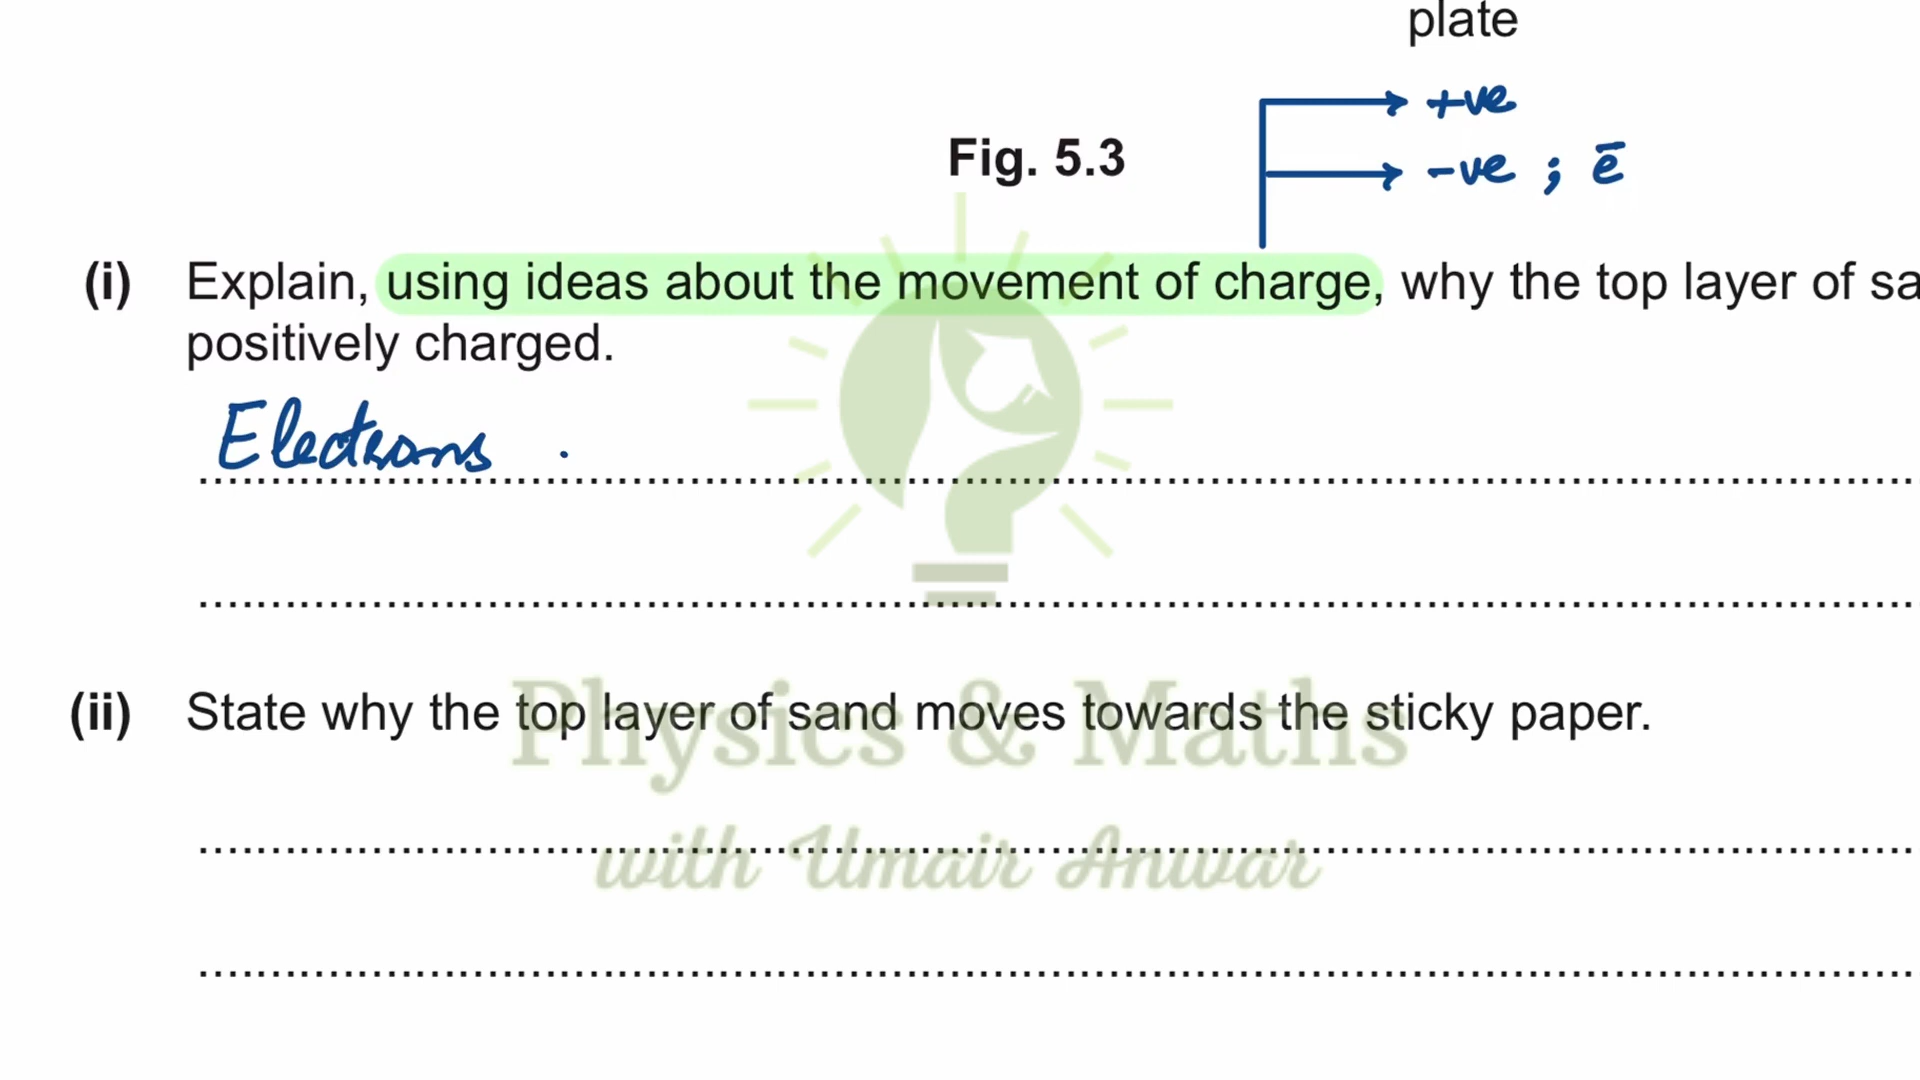 plate
+ve
Fig. 5.3
-ve ; ē
(i) Explain, using ideas about the movement of charge, why the top layer of sa
positively charged.
Electrons .
(ii) State why the top layer of sand moves towards the sticky paper.
Physics & Maths
with Umair Anwar